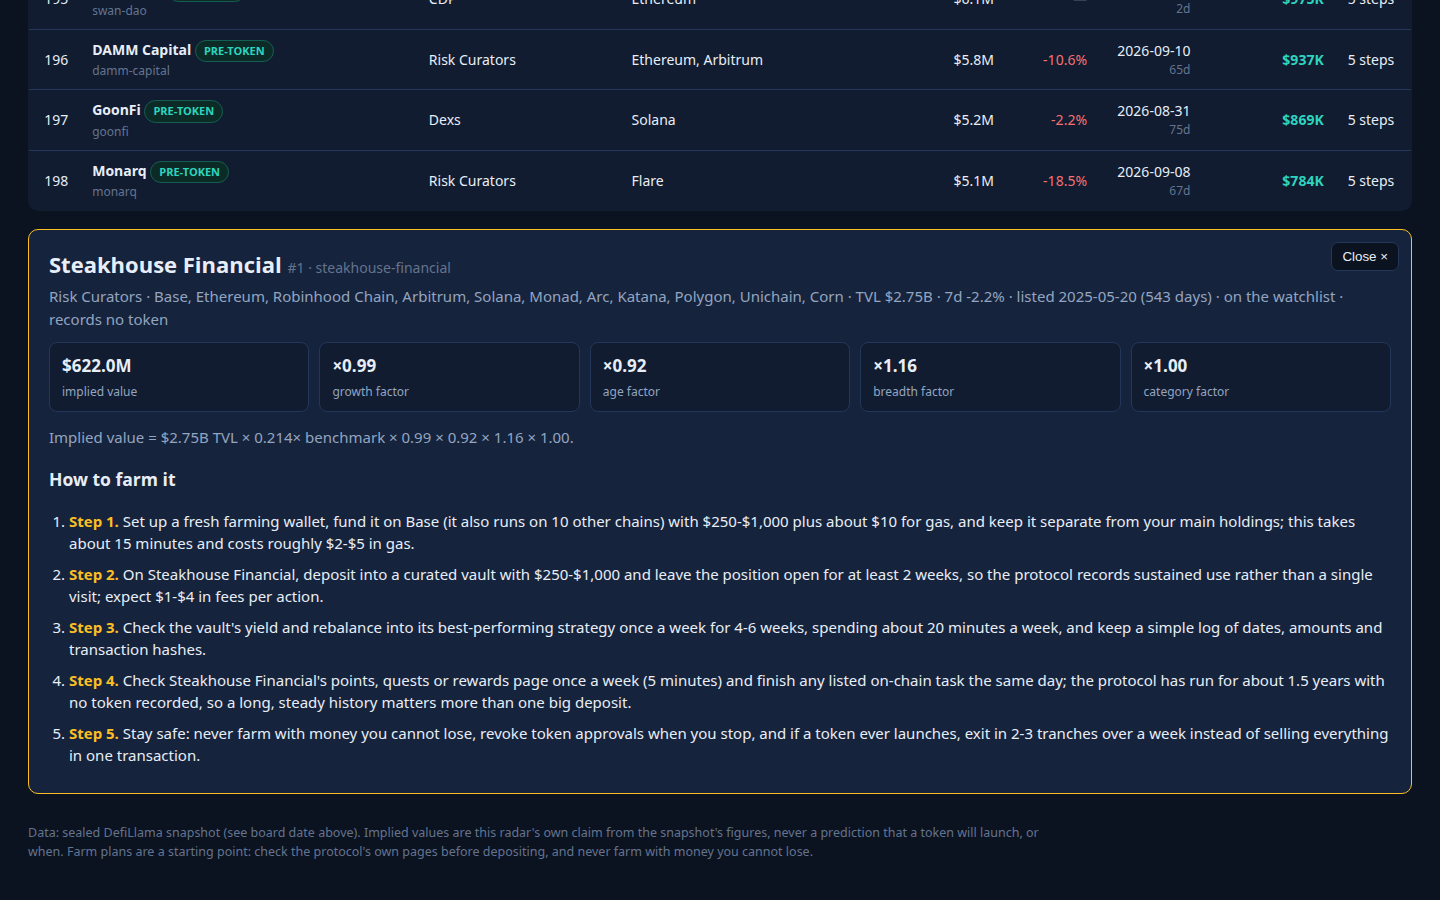 195 swan-dao CDP Ethereum $6.1M — 2d $973K 5 steps
196 DAMM Capital PRE-TOKEN Risk Curators Ethereum, Arbitrum $5.8M -10.6% 2026-09-10 $937K 5 steps
damm-capital 65d
197 GoonFi PRE-TOKEN Dexs Solana $5.2M -2.2% 2026-08-31 $869K 5 steps
goonfi 75d
198 Monarq PRE-TOKEN Risk Curators Flare $5.1M -18.5% 2026-09-08 $784K 5 steps
monarq 67d
Steakhouse Financial #1 · steakhouse-financial
Close ×
Risk Curators · Base, Ethereum, Robinhood Chain, Arbitrum, Solana, Monad, Arc, Katana, Polygon, Unichain, Corn · TVL $2.75B · 7d -2.2% · listed 2025-05-20 (543 days) · on the watchlist ·
records no token
$622.0M ×0.99 ×0.92 ×1.16 ×1.00
implied value growth factor age factor breadth factor category factor
Implied value = $2.75B TVL × 0.214× benchmark × 0.99 × 0.92 × 1.16 × 1.00.
How to farm it
1. Step 1. Set up a fresh farming wallet, fund it on Base (it also runs on 10 other chains) with $250-$1,000 plus about $10 for gas, and keep it separate from your main holdings; this takes
about 15 minutes and costs roughly $2-$5 in gas.
2. Step 2. On Steakhouse Financial, deposit into a curated vault with $250-$1,000 and leave the position open for at least 2 weeks, so the protocol records sustained use rather than a single
visit; expect $1-$4 in fees per action.
3. Step 3. Check the vault's yield and rebalance into its best-performing strategy once a week for 4-6 weeks, spending about 20 minutes a week, and keep a simple log of dates, amounts and
transaction hashes.
4. Step 4. Check Steakhouse Financial's points, quests or rewards page once a week (5 minutes) and finish any listed on-chain task the same day; the protocol has run for about 1.5 years with
no token recorded, so a long, steady history matters more than one big deposit.
5. Step 5. Stay safe: never farm with money you cannot lose, revoke token approvals when you stop, and if a token ever launches, exit in 2-3 tranches over a week instead of selling everything
in one transaction.
Data: sealed DefiLlama snapshot (see board date above). Implied values are this radar's own claim from the snapshot's figures, never a prediction that a token will launch, or
when. Farm plans are a starting point: check the protocol's own pages before depositing, and never farm with money you cannot lose.